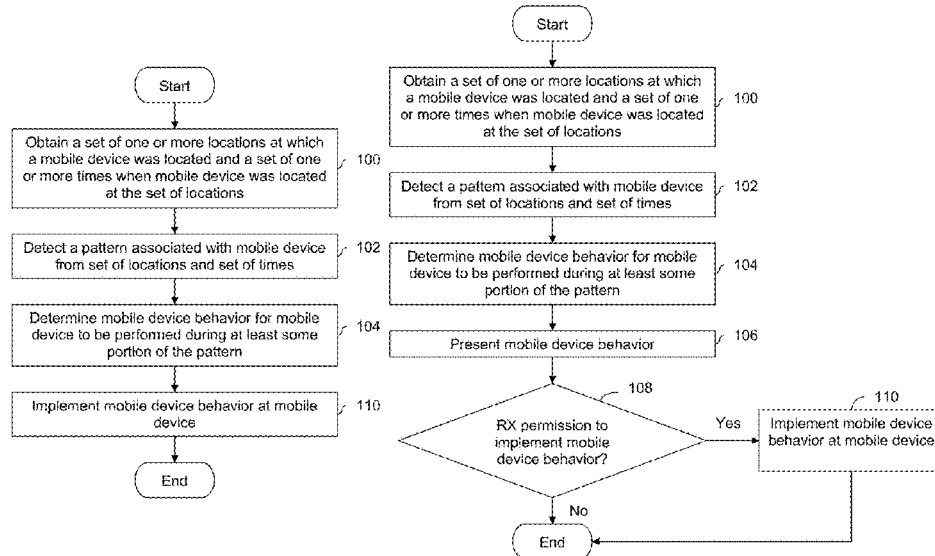 Start
Obtain a set of one or more locations at which
a mobile device was located and a set of one
or more times when mobile device was located
at the set of locations
100
Detect a pattern associated with mobile device
from set of locations and set of times
102
Determine mobile device behavior for mobile
device to be performed during at least some
portion of the pattern
104
Implement mobile device behavior at mobile
device
110
End
Start
Obtain a set of one or more locations at which
a mobile device was located and a set of one
or more times when mobile device was located
at the set of locations
100
Detect a pattern associated with mobile device
from set of locations and set of times
102
Determine mobile device behavior for mobile
device to be performed during at least some
portion of the pattern
104
Present mobile device behavior
106
108
RX permission to
implement mobile
device behavior?
Yes
110
Implement mobile device
behavior at mobile device
No
End